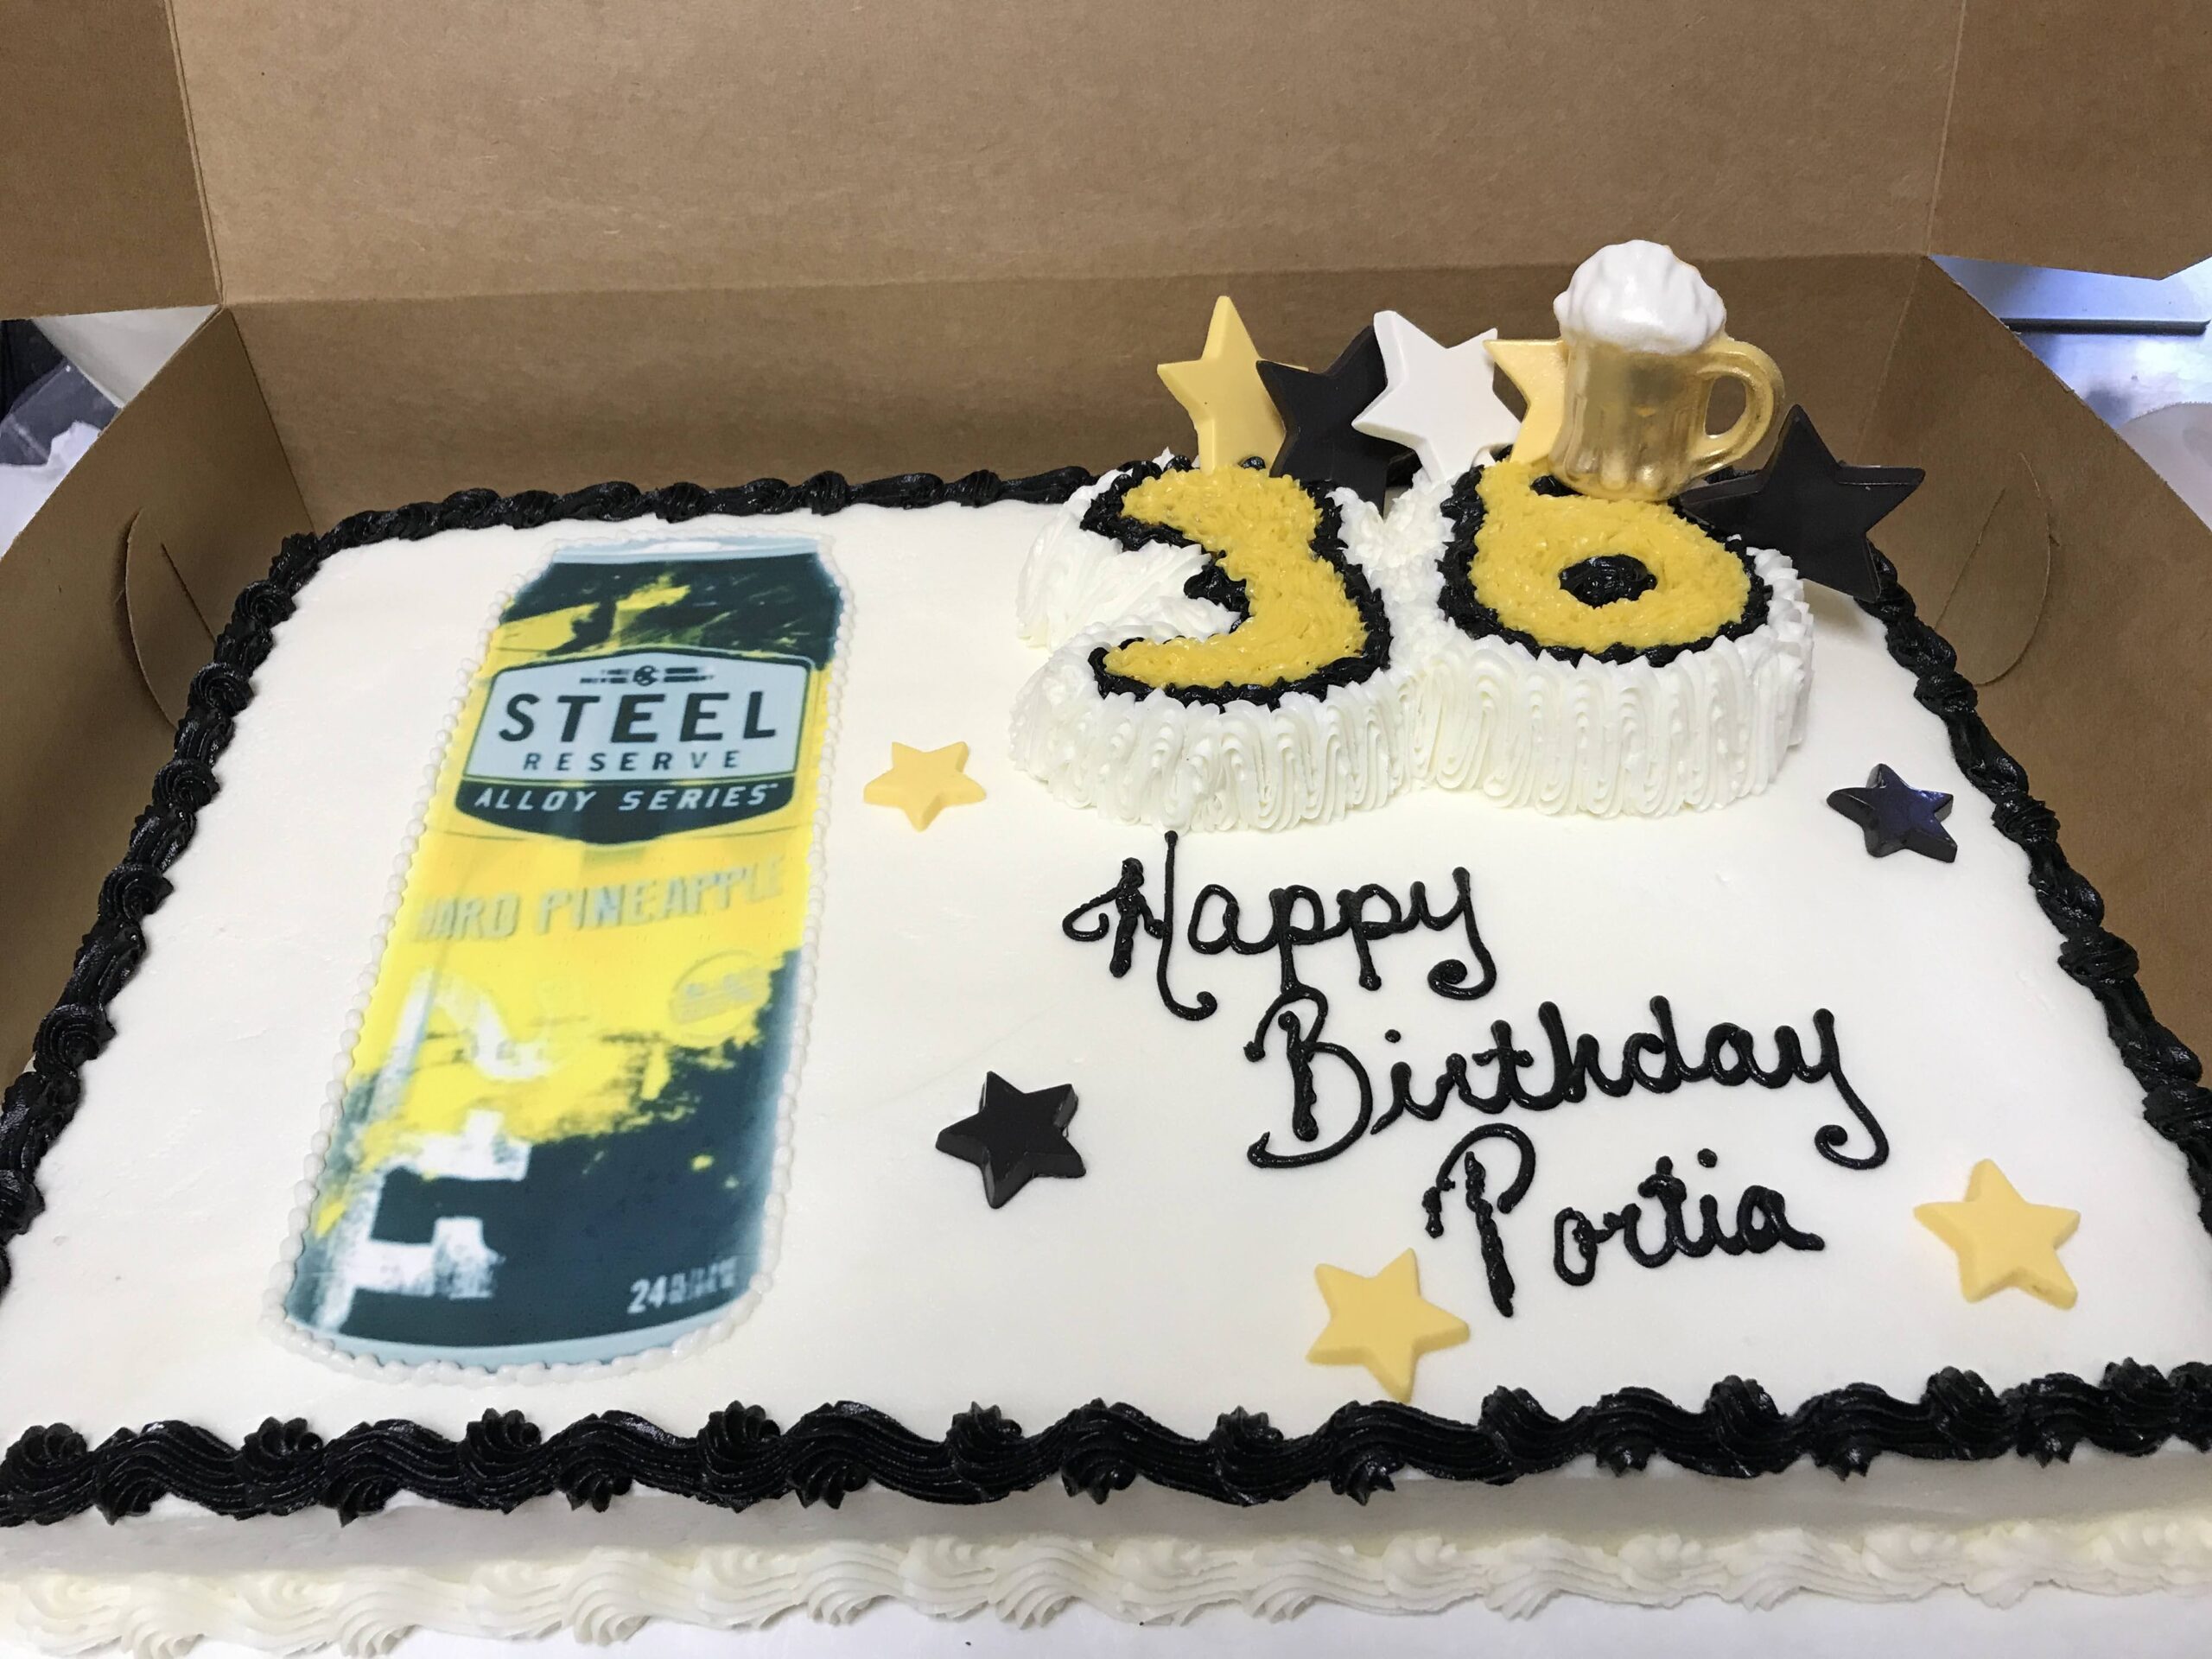 36
STEEL
RESERVE
ALLOY SERIES
HARD PINEAPPLE
24
Happy
Birthday
Portia